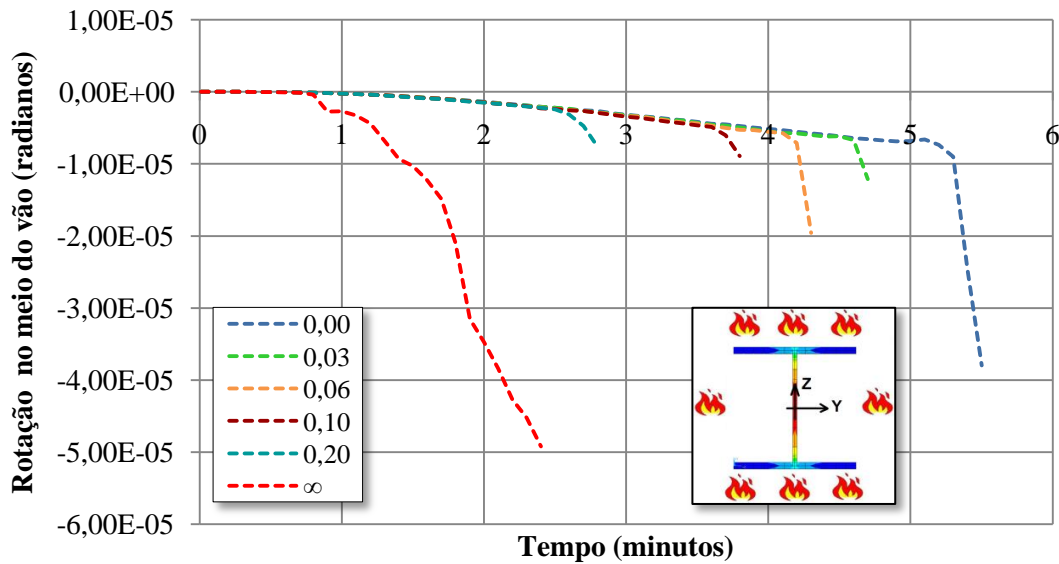 1,00E-05
0,00E+00
-1,00E-05
-2,00E-05
-3,00E-05
-4,00E-05
-5,00E-05
-6,00E-05
Rotação no meio do vão (radianos)
0 1 2 3 4 5 6
Tempo (minutos)
0,00
0,03
0,06
0,10
0,20
∞
Z
Y